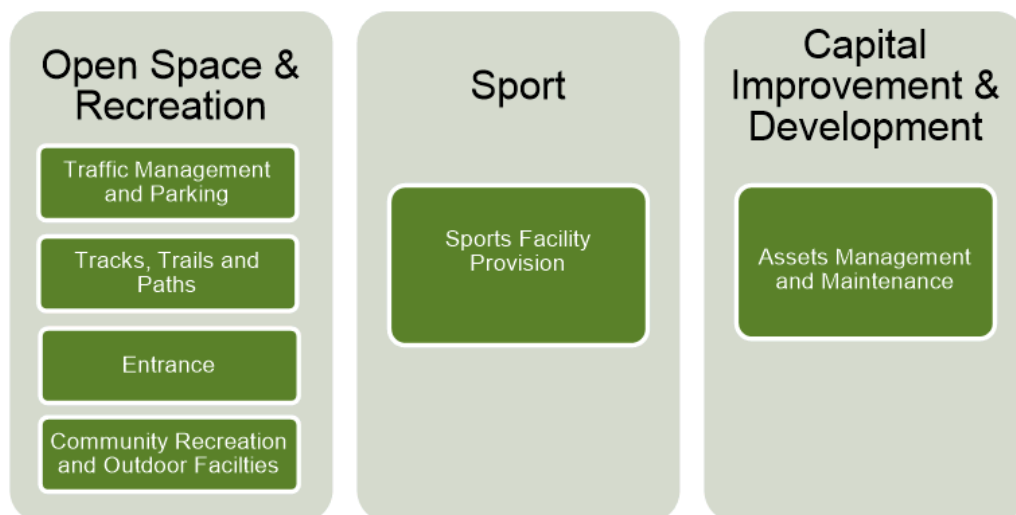 Open Space &
Recreation
Traffic Management
and Parking
Tracks, Trails and
Paths
Entrance
Community Recreation
and Outdoor Facilties
Sport
Sports Facility
Provision
Capital
Improvement &
Development
Assets Management
and Maintenance